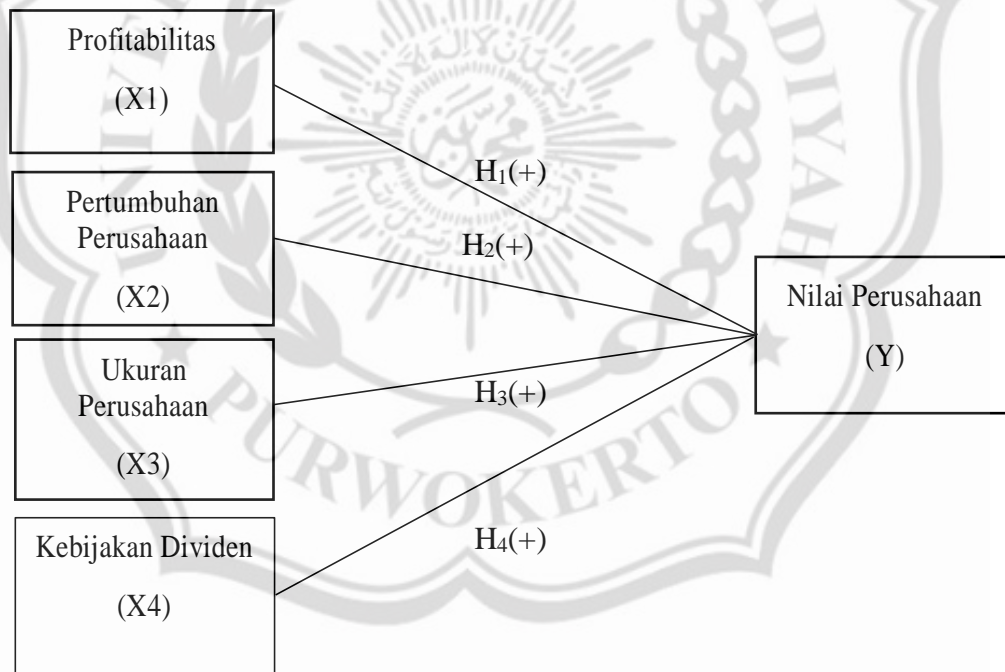 Profitabilitas
(X1)
Pertumbuhan
Perusahaan
(X2)
Ukuran
Perusahaan
(X3)
Kebijakan Dividen
(X4)
H1(+)
H2(+)
H3(+)
H4(+)
Nilai Perusahaan
(Y)
PURWOKERTO